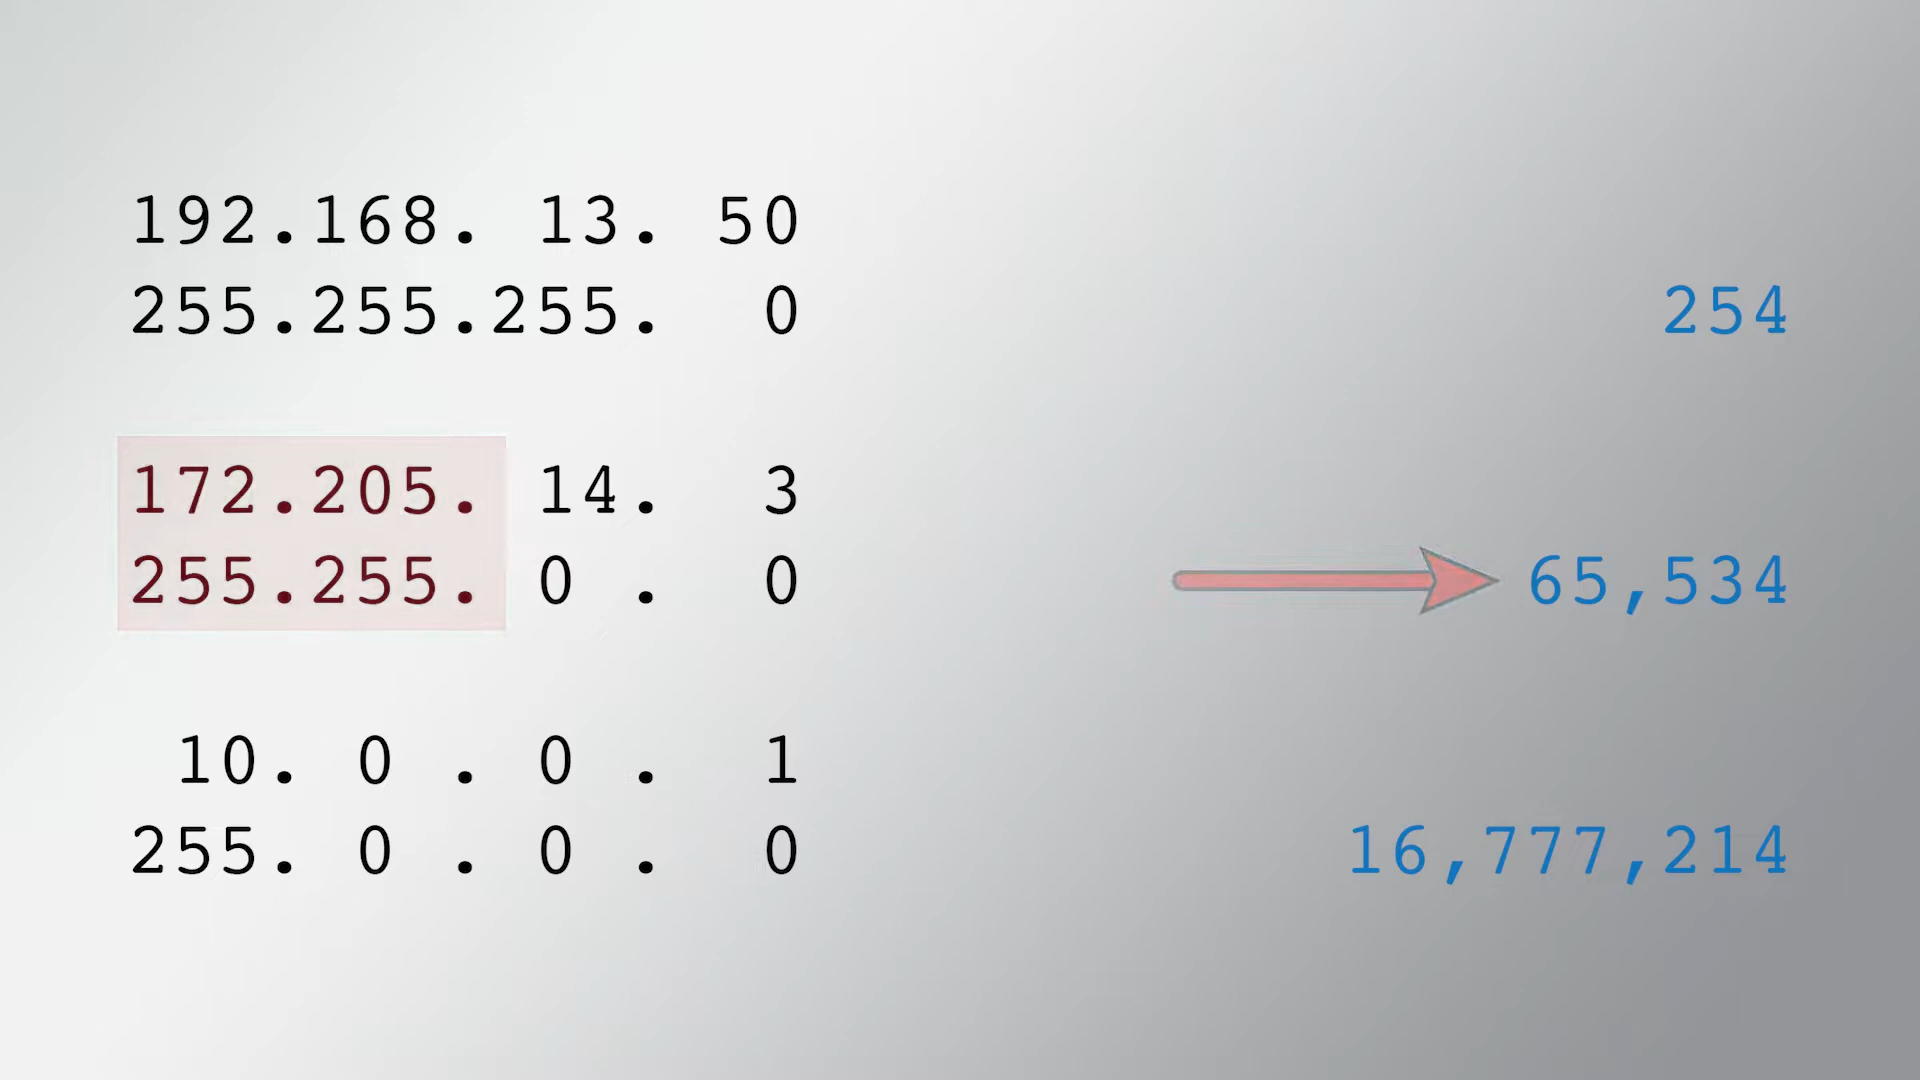 192.168. 13. 50
255.255.255.  0 254
172.205. 14.  3
255.255. 0 .  0 65,534
10. 0 . 0 .  1
255. 0 . 0 .  0 16,777,214